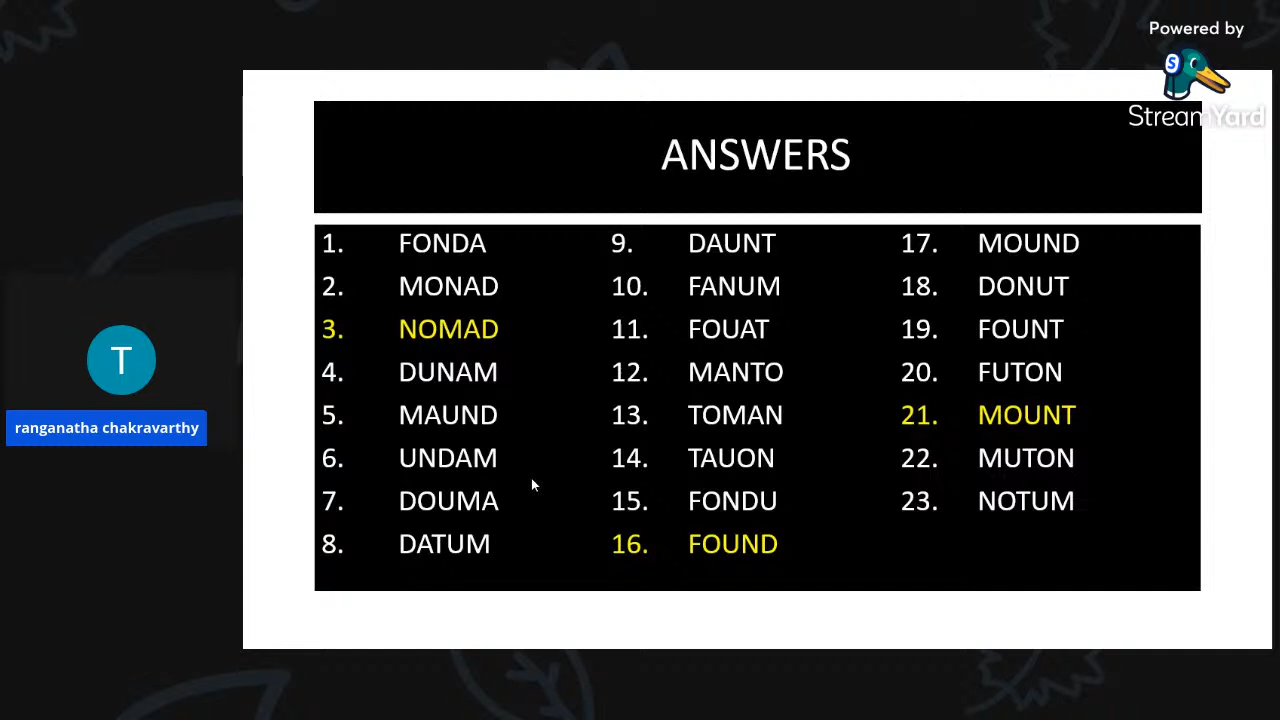 Powered by
S
StreamYard
ANSWERS
1. FONDA
2. MONAD
3. NOMAD
4. DUNAM
5. MAUND
6. UNDAM
7. DOUMA
8. DATUM
9. DAUNT
10. FANUM
11. FOUAT
12. MANTO
13. TOMAN
14. TAUON
15. FONDU
16. FOUND
17. MOUND
18. DONUT
19. FOUNT
20. FUTON
21. MOUNT
22. MUTON
23. NOTUM
T
ranganatha chakravarthy